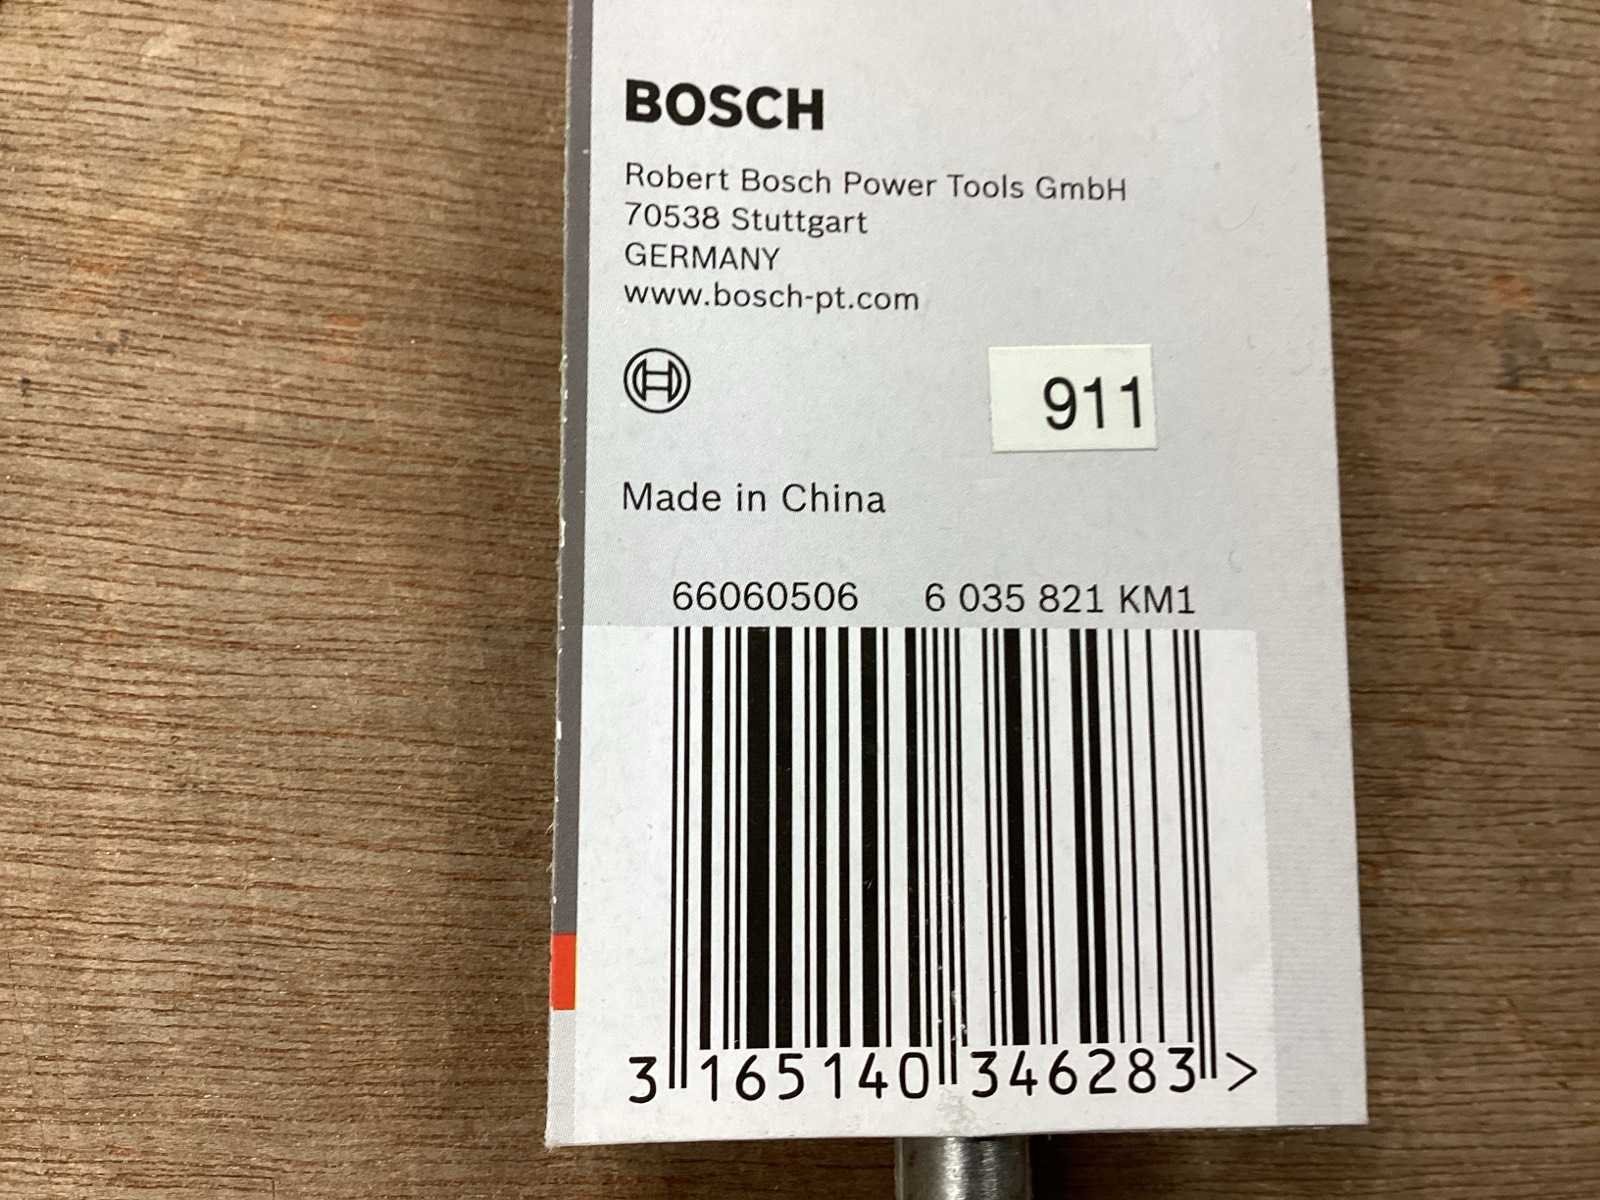 BOSCH
Robert Bosch Power Tools GmbH
70538 Stuttgart
GERMANY
www.bosch-pt.com
911
Made in China
66060506 6 035 821 KM1
3 165140 346283 >